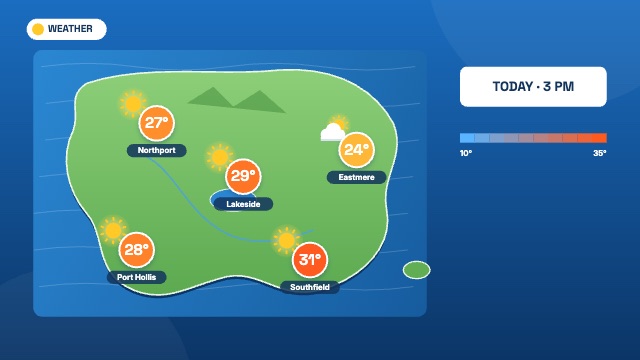 WEATHER
TODAY · 3 PM
10°
35°
27°
Northport
24°
Eastmere
29°
Lakeside
28°
Port Hollis
31°
Southfield